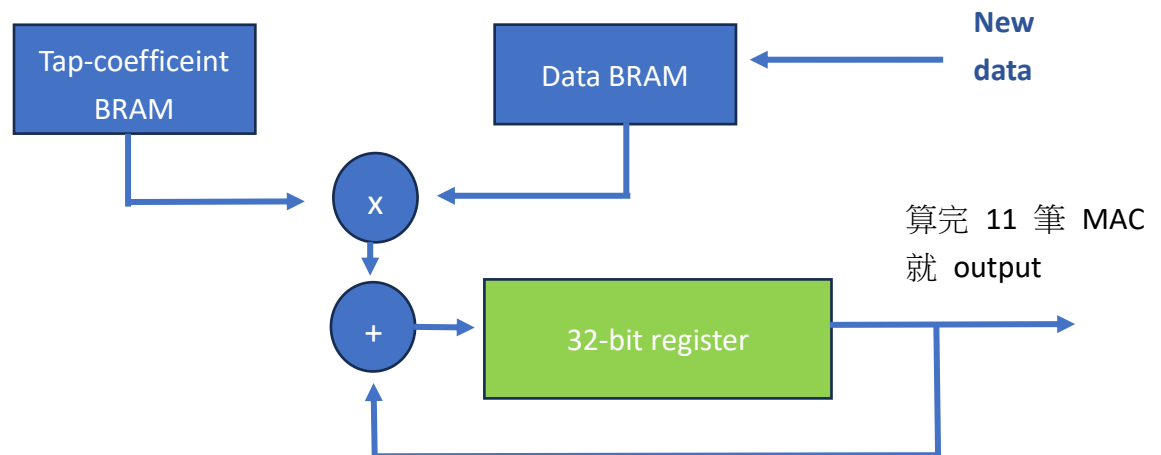 Tap-coefficeint
BRAM
Data BRAM
New
data
x
算完 11 筆 MAC
就 output
+
32-bit register